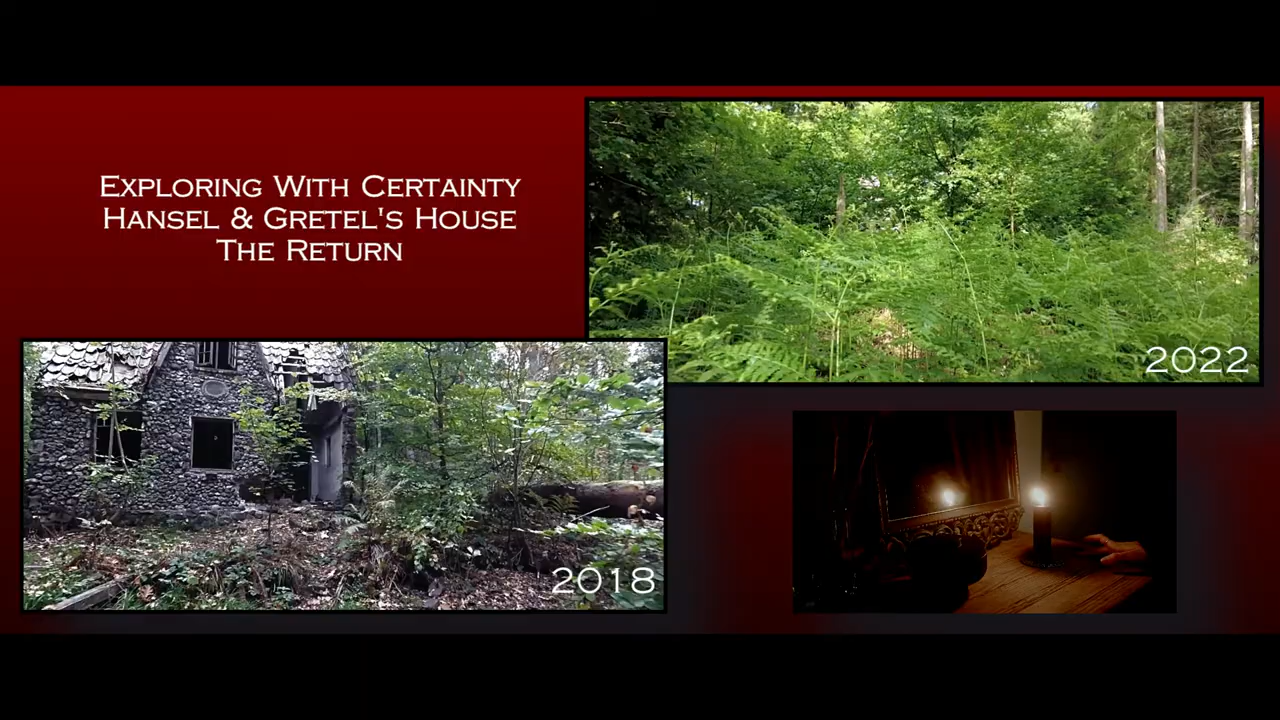 Exploring With Certainty
Hansel & Gretel's House
The Return
2022
2018